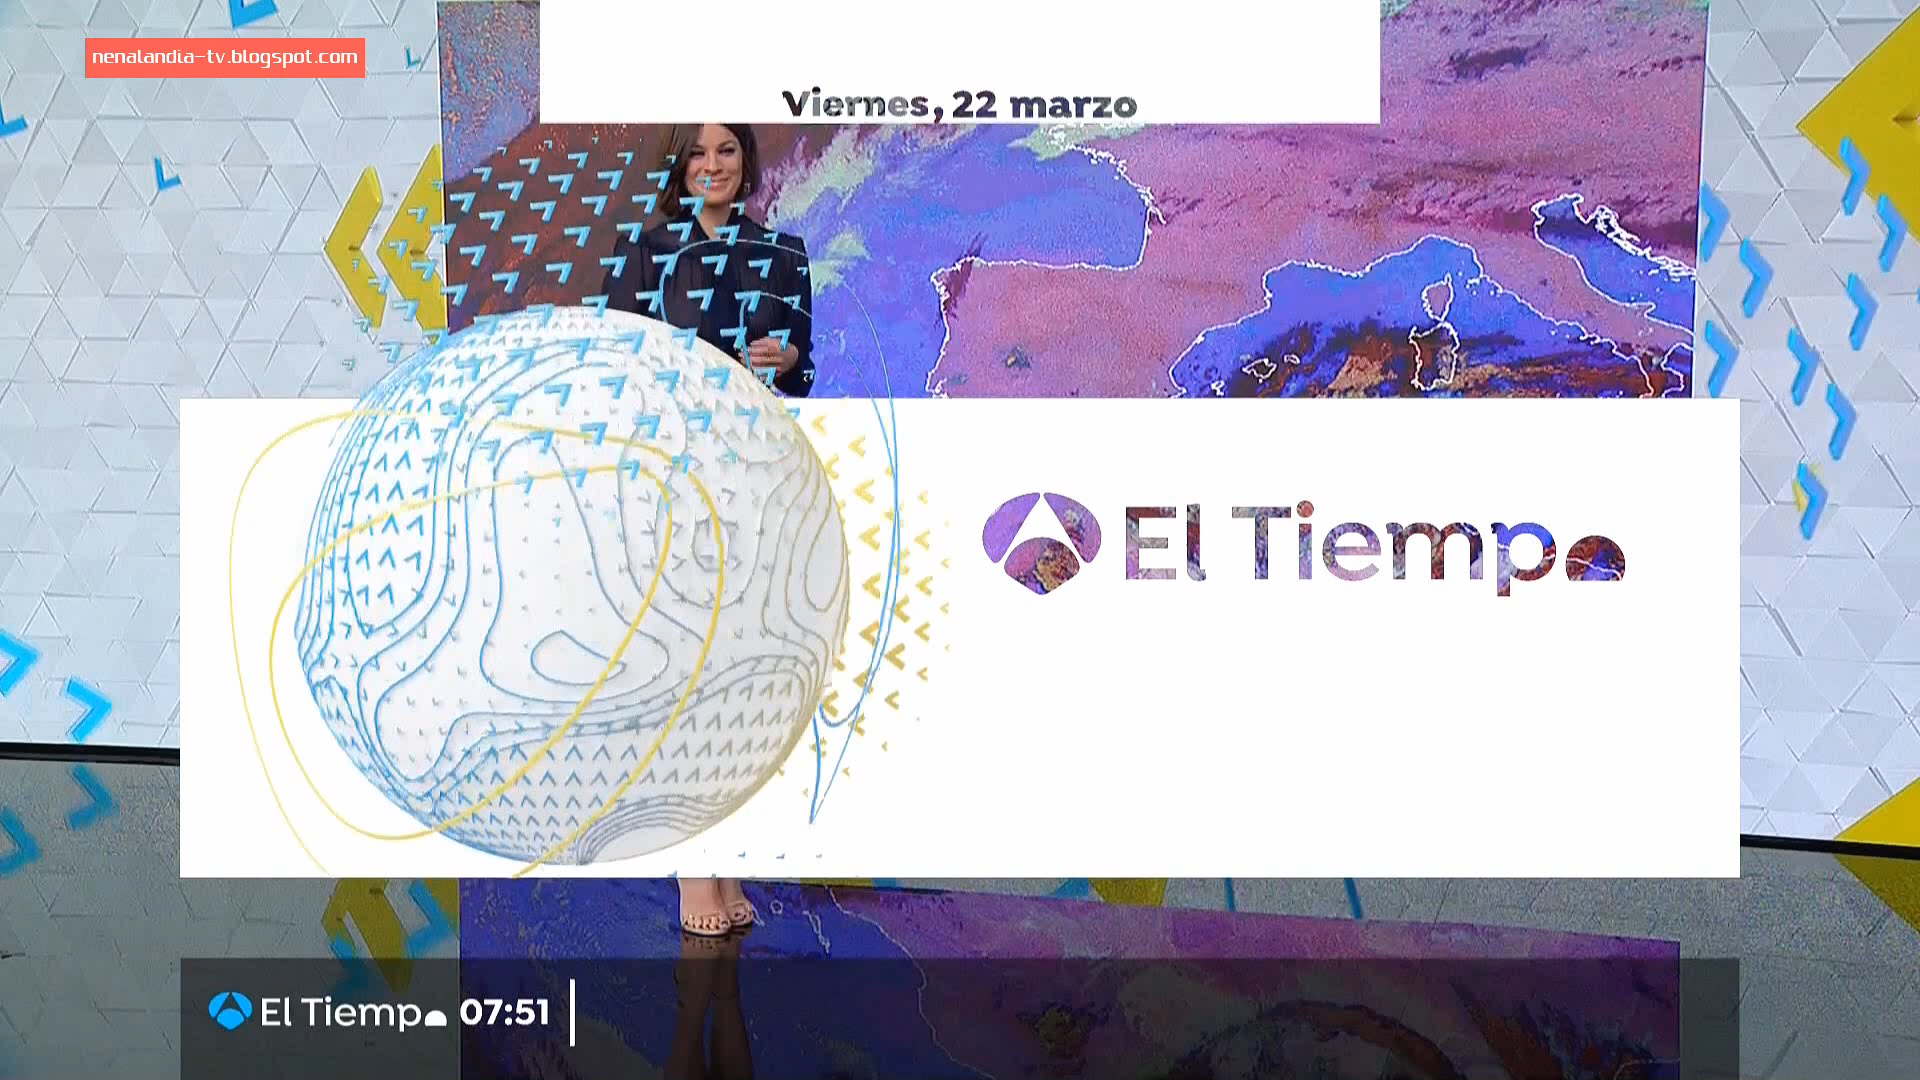 nenalandia-tv.blogspot.com
Viernes, 22 marzo
El Tiempo
El Tiempo 07:51